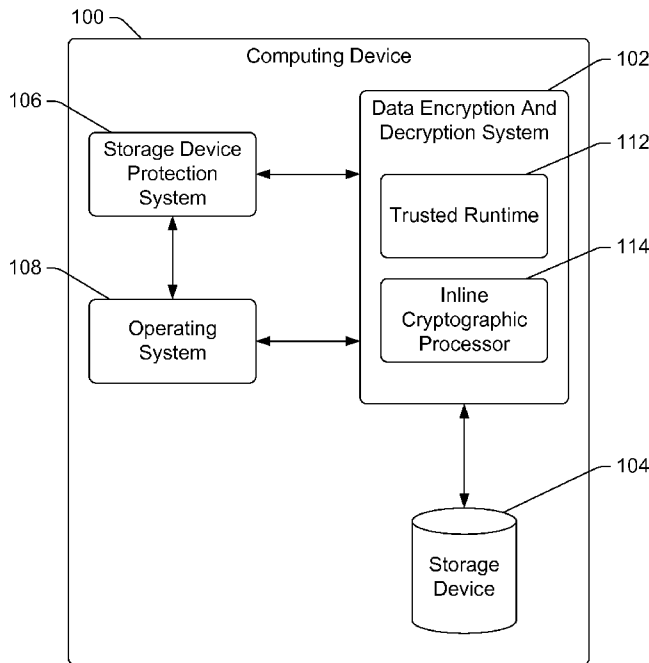 100
Computing Device
102
106
Data Encryption And
Decryption System
112
Storage Device
Protection
System
Trusted Runtime
108
114
Operating
System
Inline
Cryptographic
Processor
104
Storage
Device